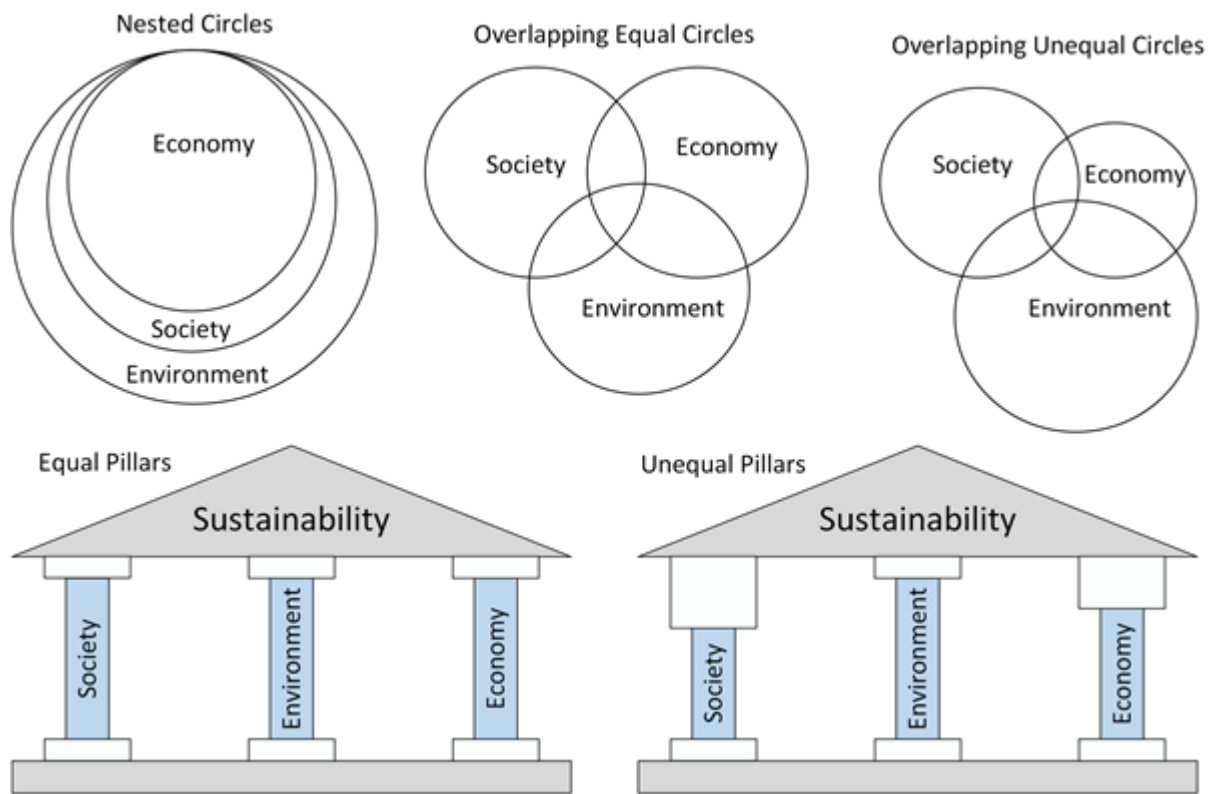 Nested Circles
Economy
Society
Environment
Overlapping Equal Circles
Society
Economy
Environment
Overlapping Unequal Circles
Society
Economy
Environment
Equal Pillars
Sustainability
Society
Environment
Economy
Unequal Pillars
Sustainability
Society
Environment
Economy